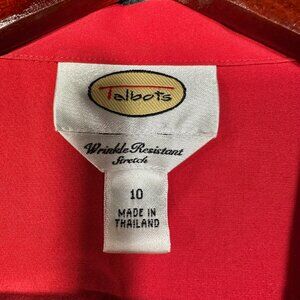 Talbots
Wrinkle Resistant
Stretch
10
MADE IN
THAILAND